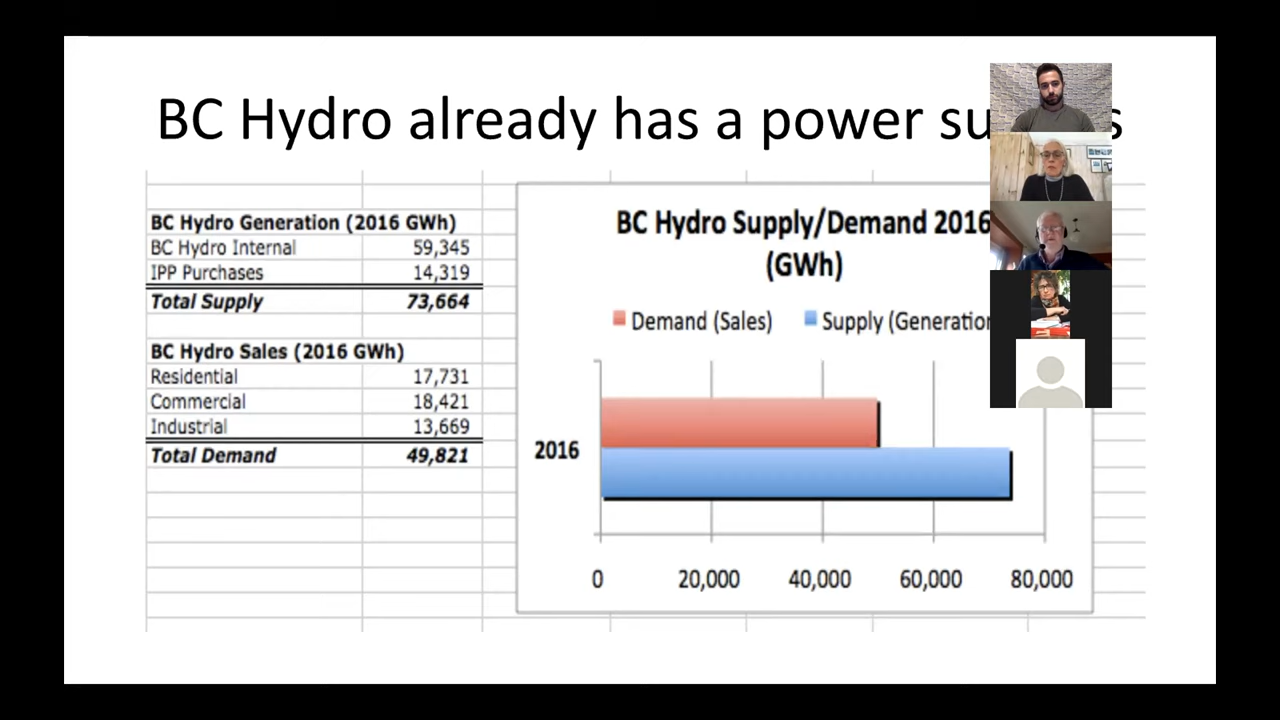 BC Hydro already has a power su s
BC Hydro Generation (2016 GWh)
BC Hydro Internal 59,345
IPP Purchases 14,319
Total Supply 73,664
BC Hydro Sales (2016 GWh)
Residential 17,731
Commercial 18,421
Industrial 13,669
Total Demand 49,821
BC Hydro Supply/Demand 2016
(GWh)
Demand (Sales) Supply (Generation
2016
0 20,000 40,000 60,000 80,000